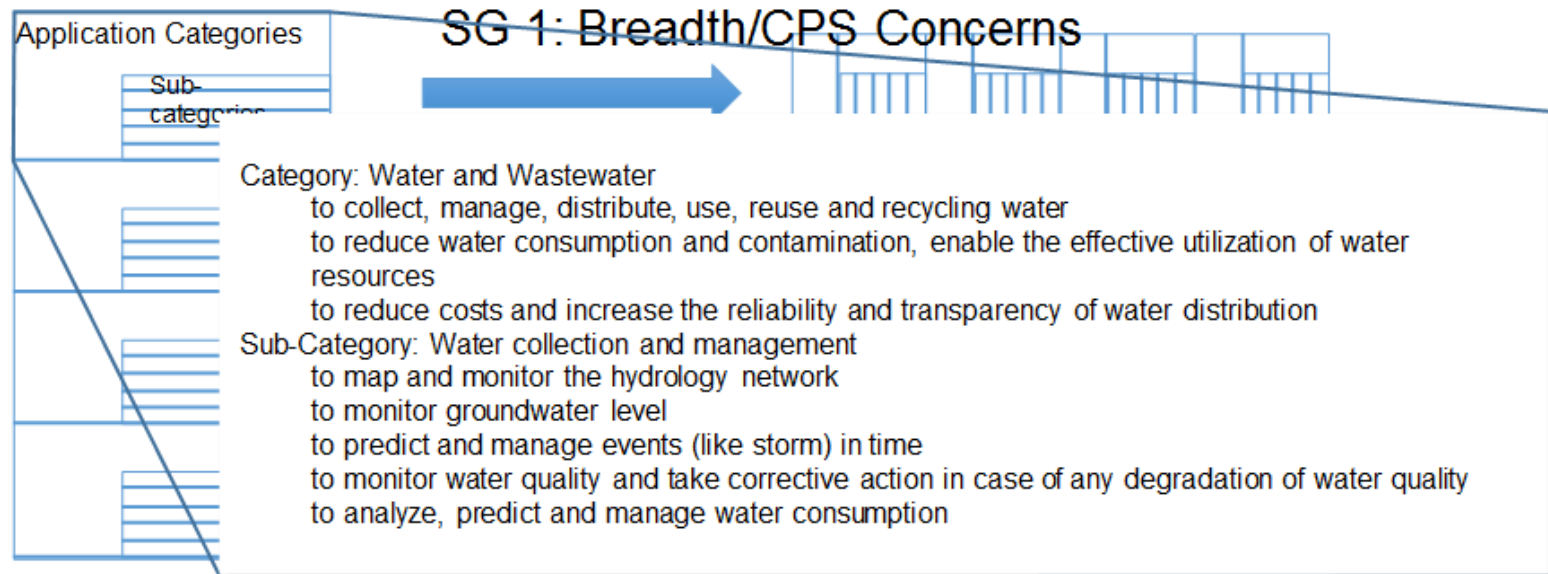 SG 1: Breadth/CPS Concerns
Application Categories
Sub-
categories
Category: Water and Wastewater
to collect, manage, distribute, use, reuse and recycling water
to reduce water consumption and contamination, enable the effective utilization of water
resources
to reduce costs and increase the reliability and transparency of water distribution
Sub-Category: Water collection and management
to map and monitor the hydrology network
to monitor groundwater level
to predict and manage events (like storm) in time
to monitor water quality and take corrective action in case of any degradation of water quality
to analyze, predict and manage water consumption